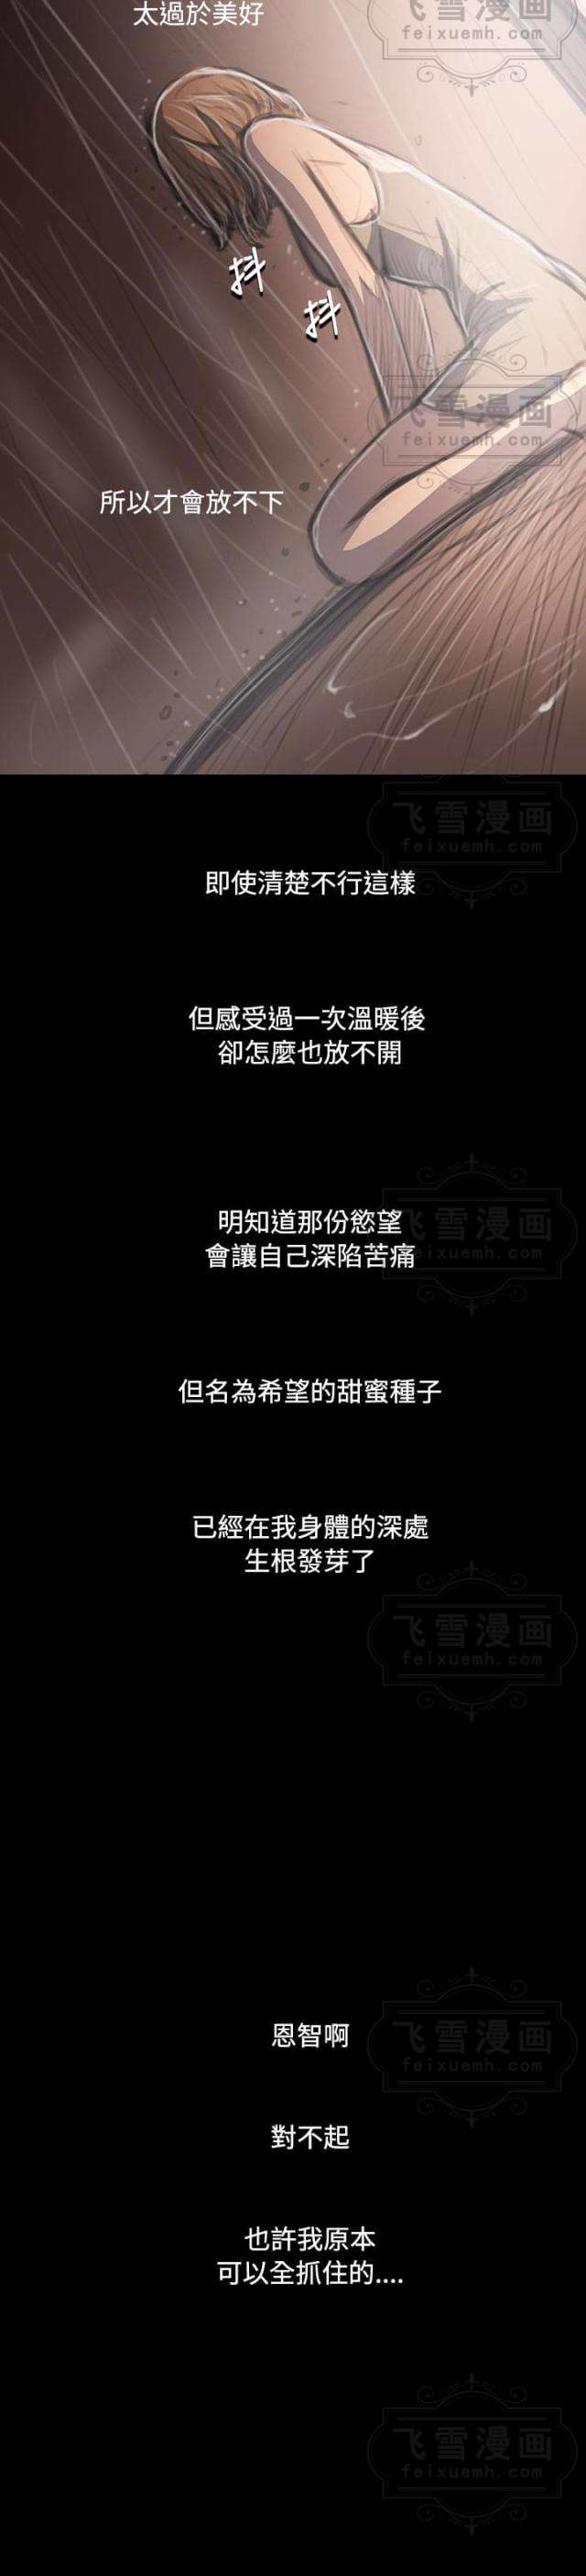 太過於美好
飞雪漫画
feixuemh.com
抖
抖
飞雪漫画
feixuemh.com
所以才會放不下
飞雪漫画
feixuemh.com
即使清楚不行這樣
但感受過一次溫暖後
卻怎麼也放不開
明知道那份慾望
會讓自己深陷苦痛
飞雪漫画
feixuemh.com
但名為希望的甜蜜種子
已經在我身體的深處
生根發芽了
飞雪漫画
feixuemh.com
恩智啊
飞雪漫画
feixuemh.com
對不起
也許我原本
可以全抓住的....
飞雪漫画
feixuemh.com